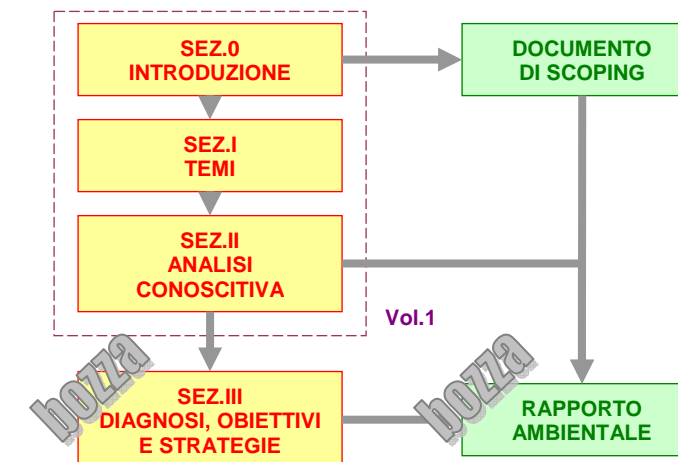 SEZ.0
INTRODUZIONE
DOCUMENTO
DI SCOPING
SEZ.I
TEMI
SEZ.II
ANALISI
CONOSCITIVA
Vol.1
bozza
SEZ.III
DIAGNOSI, OBIETTIVI
E STRATEGIE
bozza
RAPPORTO
AMBIENTALE